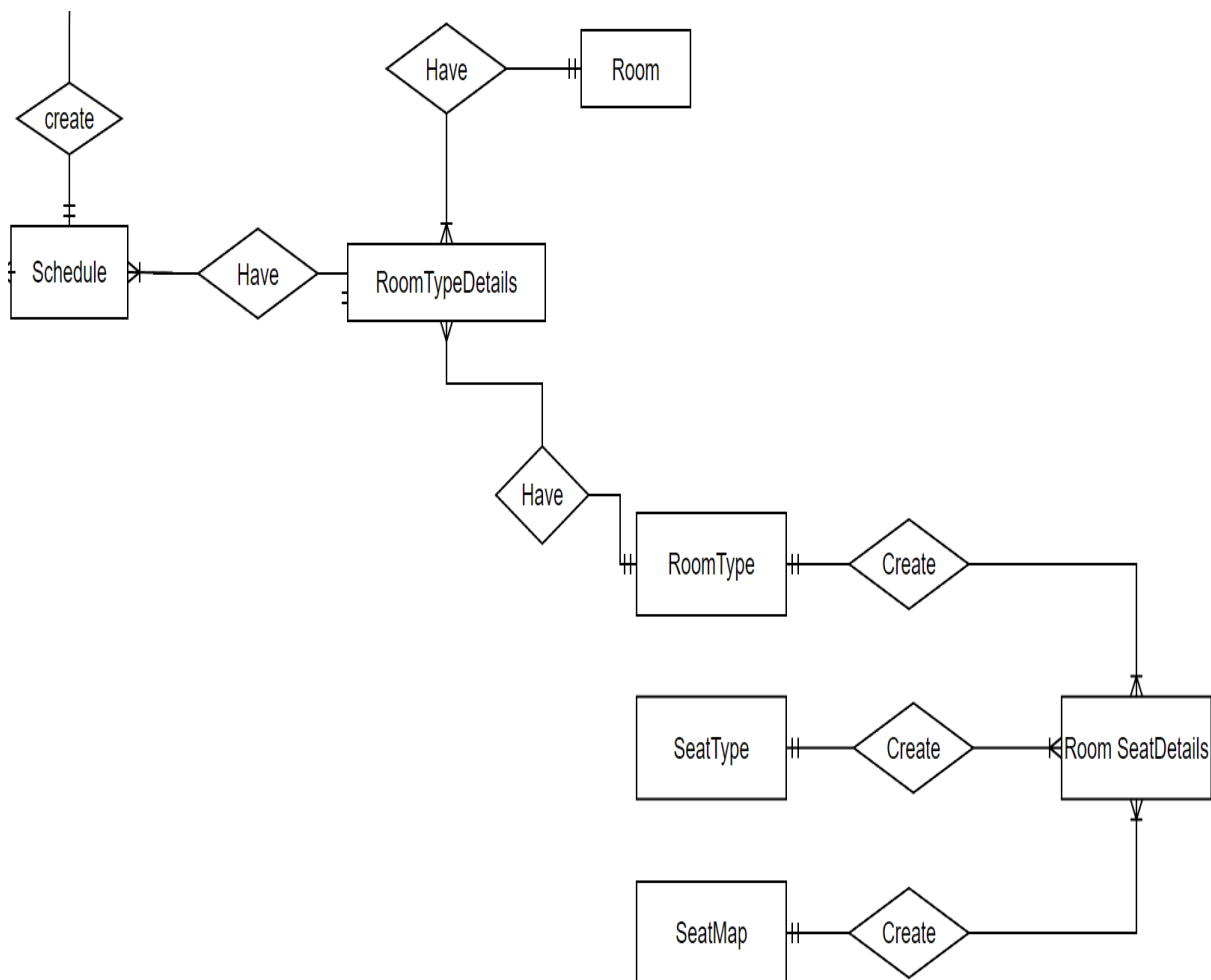 Have
Room
create
Schedule
Have
RoomTypeDetails
Have
RoomType
Create
SeatType
Create
Room SeatDetails
SeatMap
Create